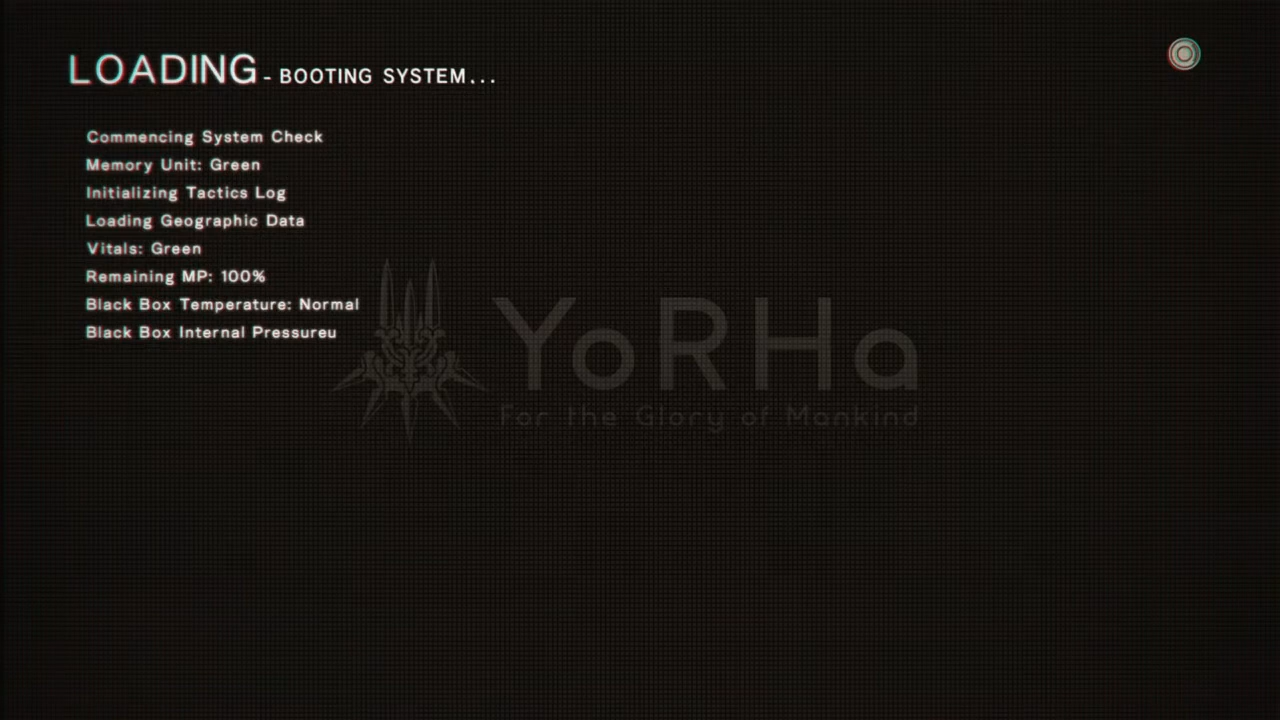 LOADING - BOOTING SYSTEM...
Commencing System Check
Memory Unit: Green
Initializing Tactics Log
Loading Geographic Data
Vitals: Green
Remaining MP: 100%
Black Box Temperature: Normal
Black Box Internal Pressureu
YoRHa
For the Glory of Mankind